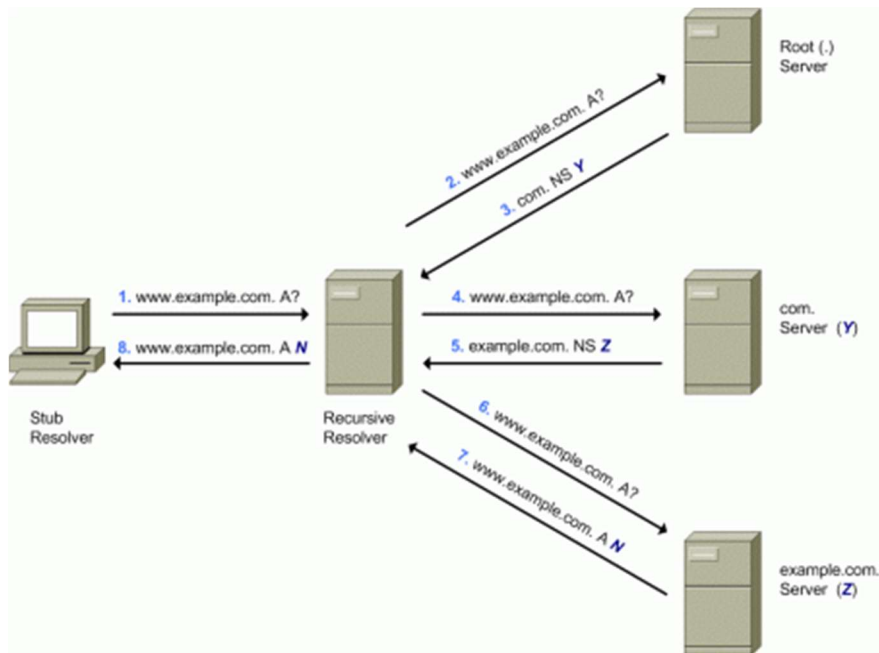 Root (.)
Server
2. www.example.com. A?
3. com. NS Y
1. www.example.com. A?
4. www.example.com. A?
com.
Server (Y)
8. www.example.com. A N
5. example.com. NS Z
Stub
Resolver
Recursive
Resolver
6. www.example.com. A?
7. www.example.com. A N
example.com.
Server (Z)